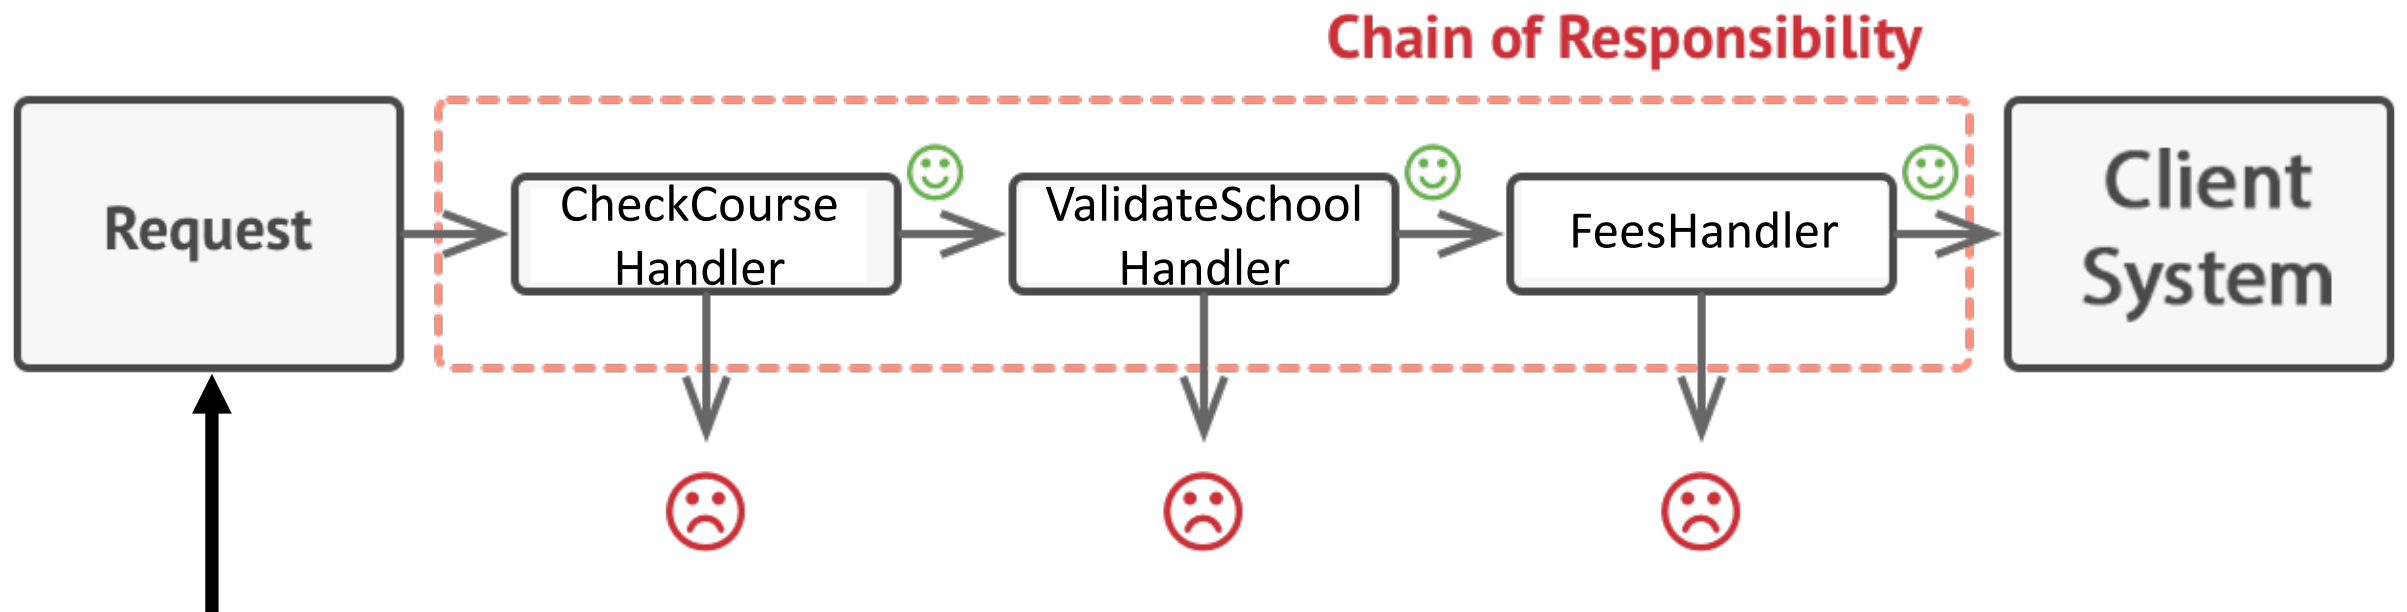 Chain of Responsibility
Request
CheckCourse
Handler
ValidateSchool
Handler
FeesHandler
Client
System